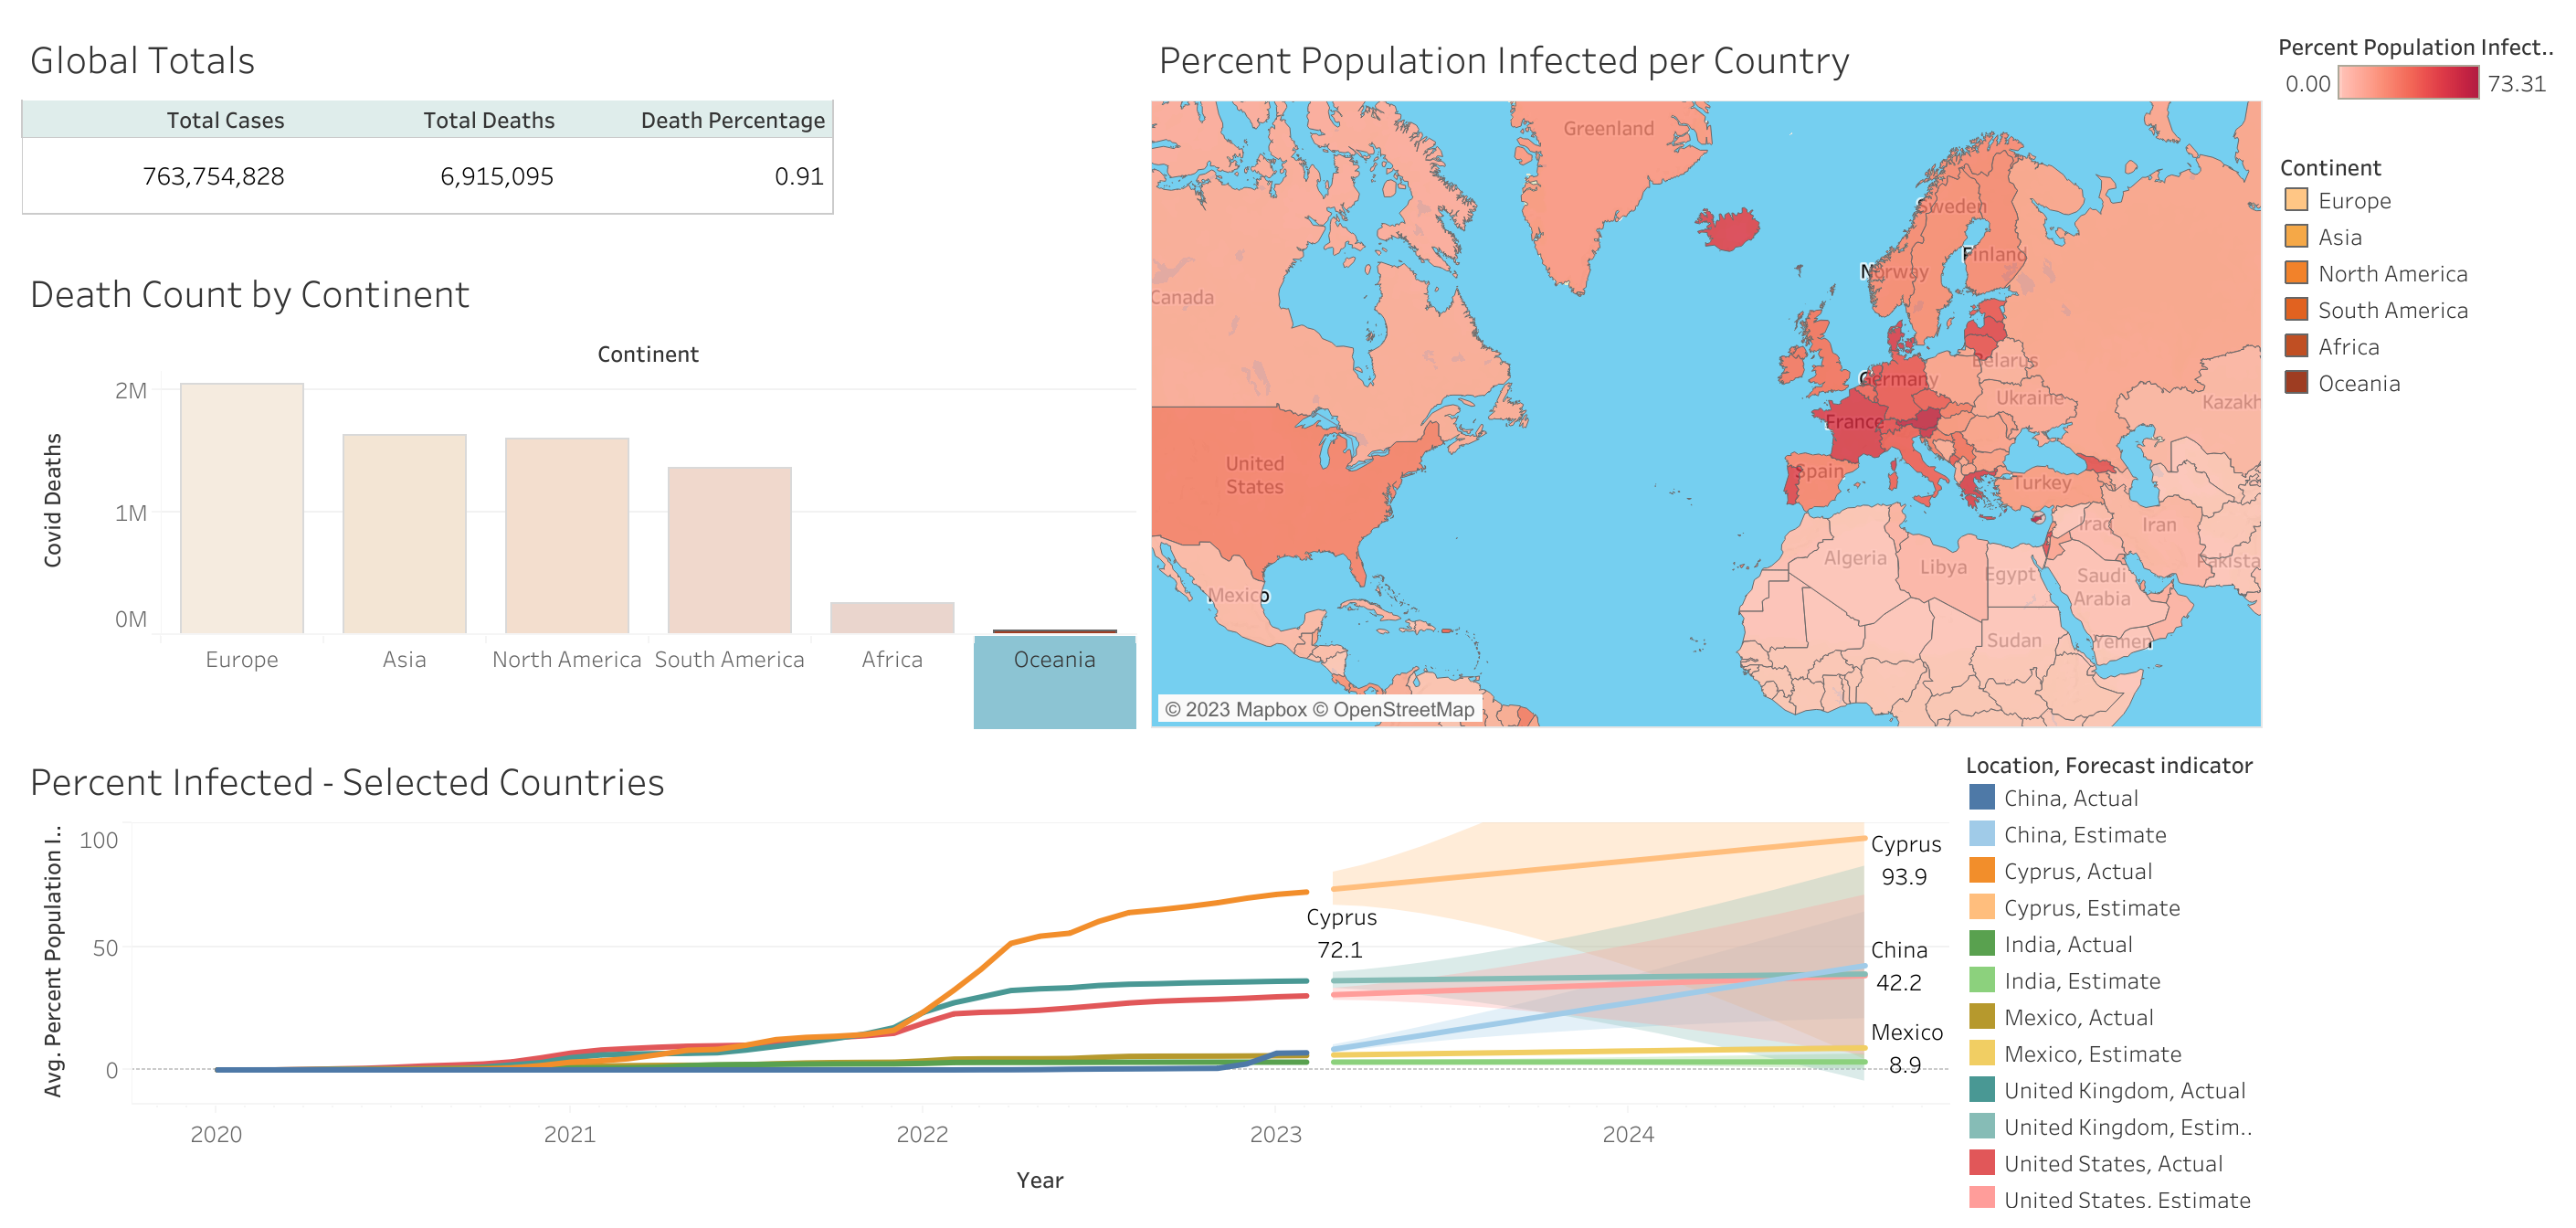 Global Totals
Total Cases Total Deaths Death Percentage
763,754,828 6,915,095 0.91
Death Count by Continent
Continent
Covid Deaths
2M
1M
0M
Europe Asia North America South America Africa Oceania
Percent Population Infected per Country
Greenland
Sweden
Finland
Norway
Canada
Belarus
Germany
Ukraine
Kazakh
France
United
States
Spain
Turkey
Iraq
Iran
Algeria
Libya
Egypt
Pakista
Saudi
Arabia
Mexico
Sudan
Yemen
© 2023 Mapbox © OpenStreetMap
Percent Population Infect..
0.00 73.31
Continent
Europe
Asia
North America
South America
Africa
Oceania
Percent Infected - Selected Countries
Avg. Percent Population I..
100
50
0
Cyprus
72.1
Cyprus
93.9
China
42.2
Mexico
8.9
2020 2021 2022 2023 2024
Year
Location, Forecast indicator
China, Actual
China, Estimate
Cyprus, Actual
Cyprus, Estimate
India, Actual
India, Estimate
Mexico, Actual
Mexico, Estimate
United Kingdom, Actual
United Kingdom, Estim..
United States, Actual
United States, Estimate